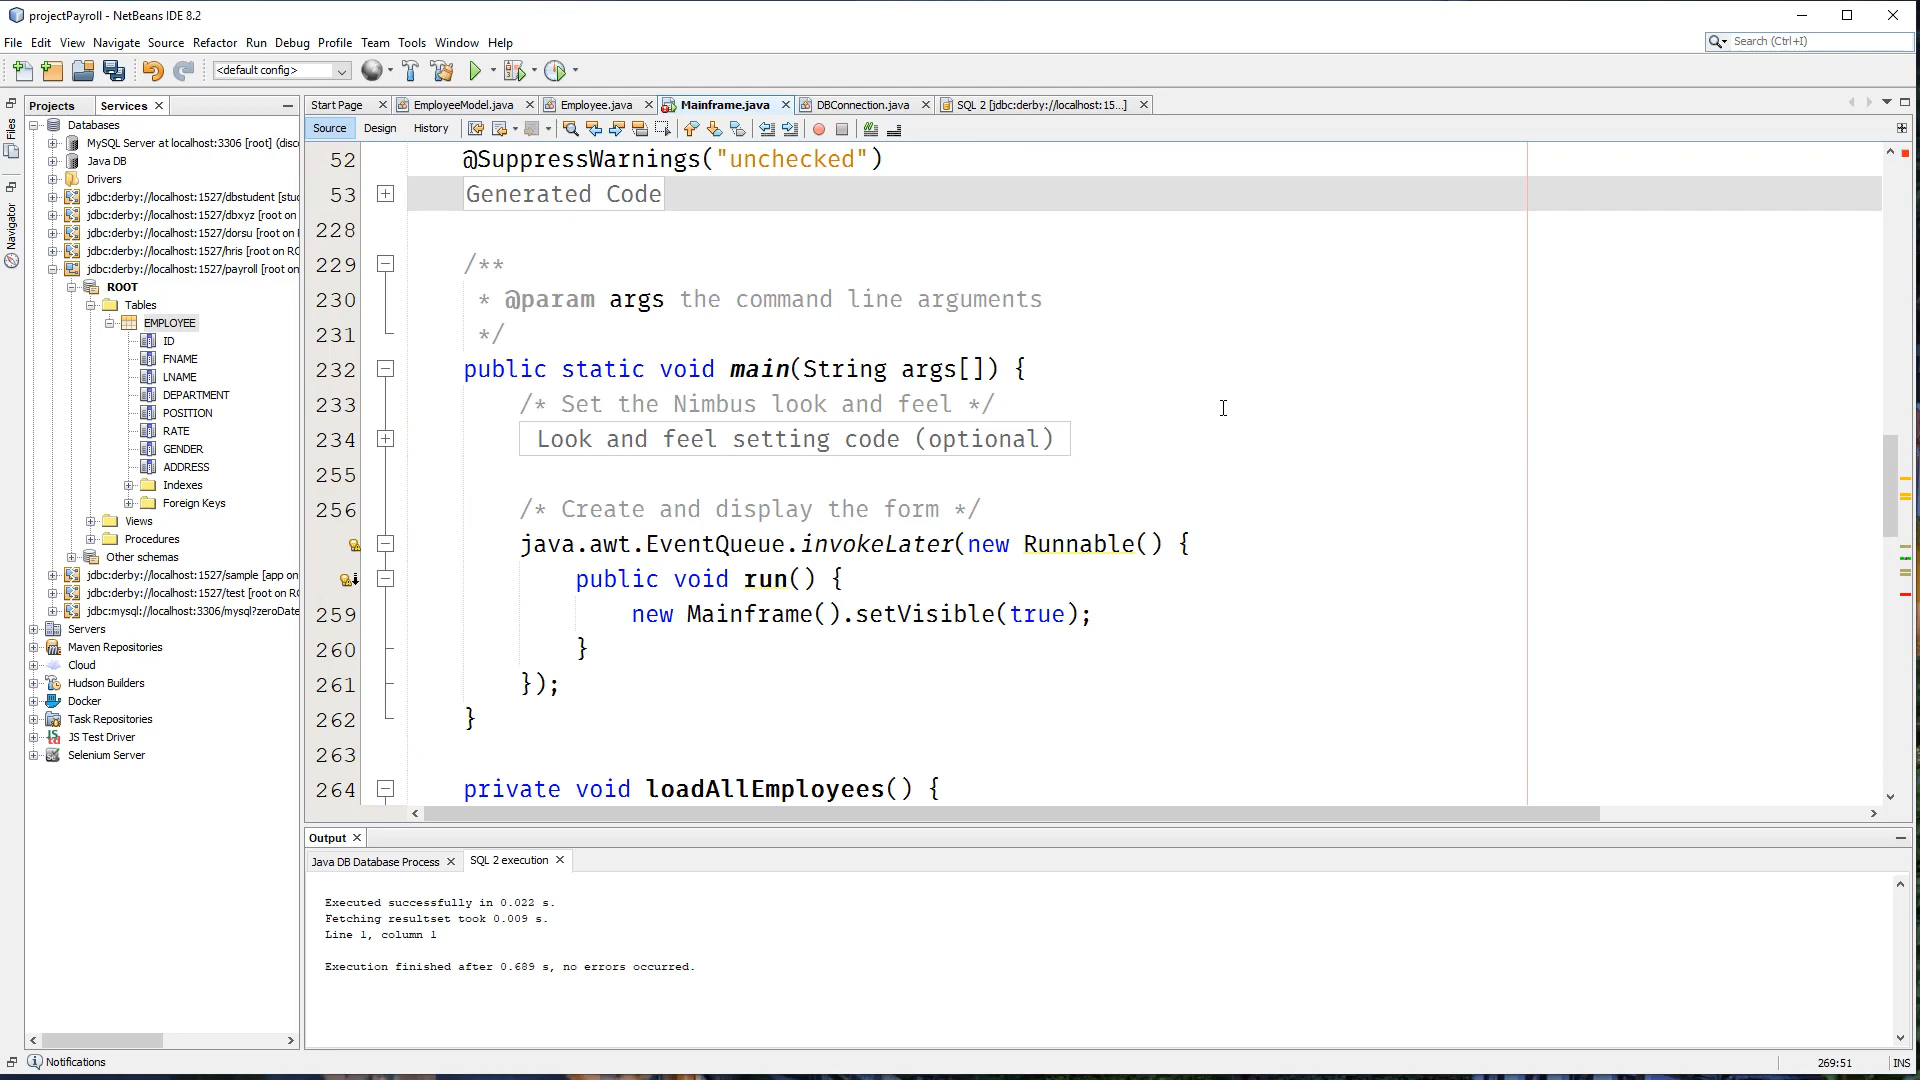 projectPayroll - NetBeans IDE 8.2
File Edit View Navigate Source Refactor Run Debug Profile Team Tools Window Help
Search (Ctrl+I)
<default config>
Projects Services
Start Page EmployeeModel.java Employee.java Mainframe.java DBConnection.java SQL 2 [jdbc:derby://localhost:15...]
Source Design History
Files
Navigator
Databases
MySQL Server at localhost:3306 [root] (disc
Java DB
Drivers
jdbc:derby://localhost:1527/dbstudent [stuc
jdbc:derby://localhost:1527/dbxyz [root on
jdbc:derby://localhost:1527/dorsu [root on I
jdbc:derby://localhost:1527/hris [root on RC
jdbc:derby://localhost:1527/payroll [root on
ROOT
Tables
EMPLOYEE
ID
FNAME
LNAME
DEPARTMENT
POSITION
RATE
GENDER
ADDRESS
Indexes
Foreign Keys
Views
Procedures
Other schemas
jdbc:derby://localhost:1527/sample [app on
jdbc:derby://localhost:1527/test [root on RC
jdbc:mysql://localhost:3306/mysql?zeroDate
Servers
Maven Repositories
Cloud
Hudson Builders
Docker
Task Repositories
JS Test Driver
Selenium Server
52 @SuppressWarnings("unchecked")
53 Generated Code
228
229 /**
230 * @param args the command line arguments
231 */
232 public static void main(String args[]) {
233 /* Set the Nimbus look and feel */
234 Look and feel setting code (optional)
255
256 /* Create and display the form */
java.awt.EventQueue.invokeLater(new Runnable() {
public void run() {
259 new Mainframe().setVisible(true);
260 }
261 });
262 }
263
264 private void loadAllEmployees() {
Output
Java DB Database Process SQL 2 execution
Executed successfully in 0.022 s.
Fetching resultset took 0.009 s.
Line 1, column 1
Execution finished after 0.689 s, no errors occurred.
Notifications
269:51 INS